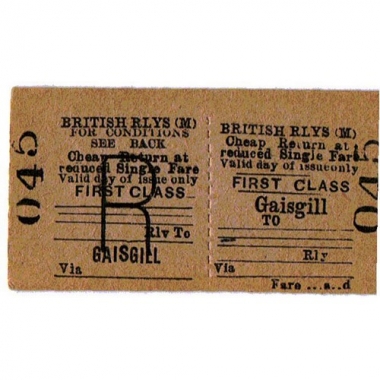 045
BRITISH RLYS (M)
FOR CONDITIONS
SEE BACK
Cheap Return at
reduced Single Fare
Valid day of issue only
FIRST CLASS
R
Rly To
GAISGILL
Via
BRITISH RLYS (M)
Cheap Return at
reduced Single Fare
Valid day of issue only
FIRST CLASS
Gaisgill
TO
Rly
Via
Fare ...s..d
045